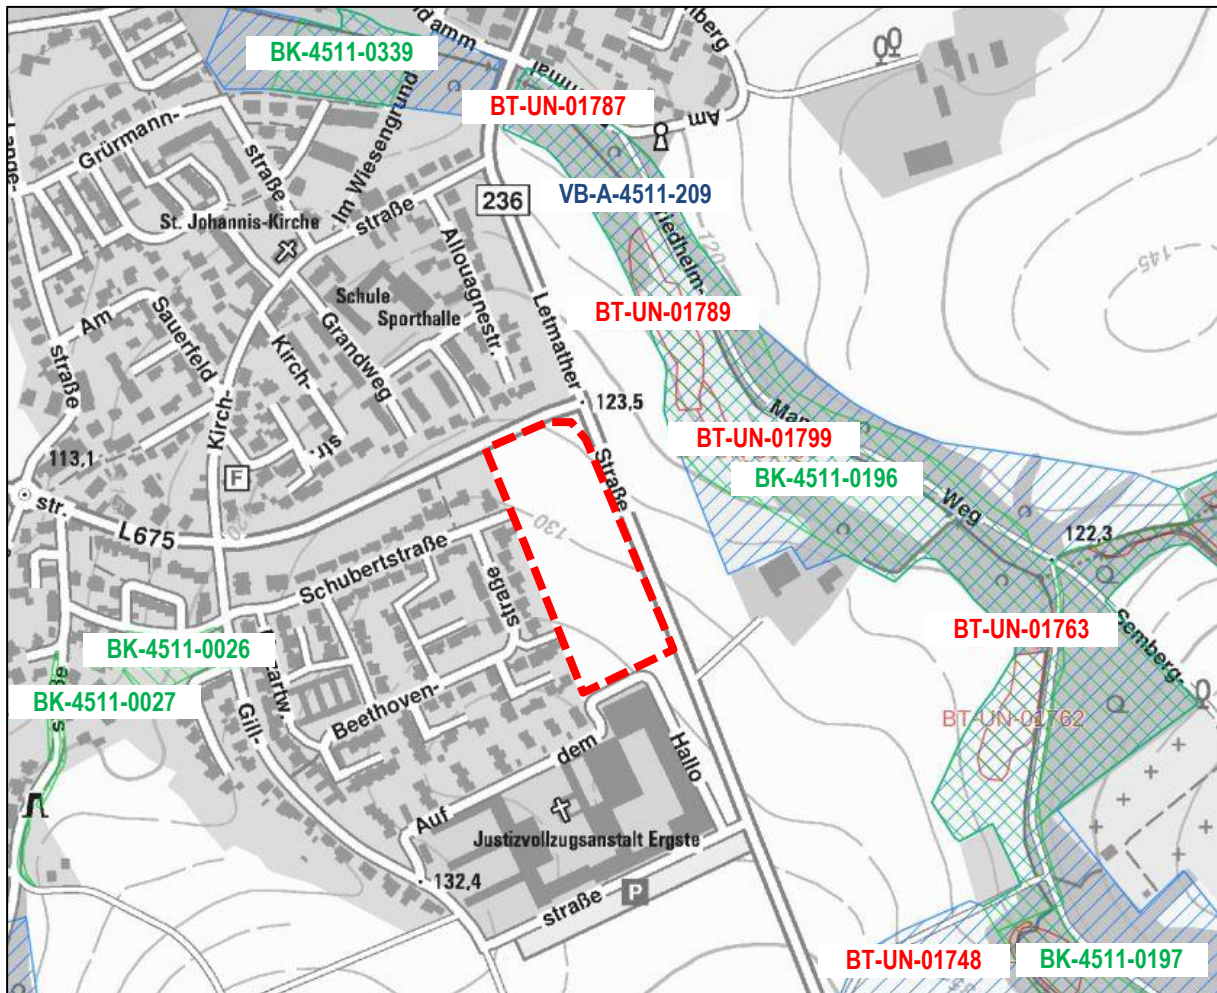 BK-4511-0339
damm
BT-UN-01787
Am
Grürmann-
straße
Im Wiesengrund
236
VB-A-4511-209
St. Johannis-Kirche
straße
Allouagnestr.
120
145
Schule
Sporthalle
Letmather
BT-UN-01789
Am
Sauerfeld
Kirch-
str.
Grandweg
Kirch-
straße
123,5
BT-UN-01799
BK-4511-0196
Weg
113,1
F
str.
L675
Straße
130
122,3
Schubertstraße
straße
BT-UN-01763
Semberg-
BK-4511-0026
BK-4511-0027
Gill-
Beethoven-
BT-UN-01762
Hallo
dem
Auf
Justizvollzugsanstalt Ergste
132,4
straße
P
BT-UN-01748
BK-4511-0197